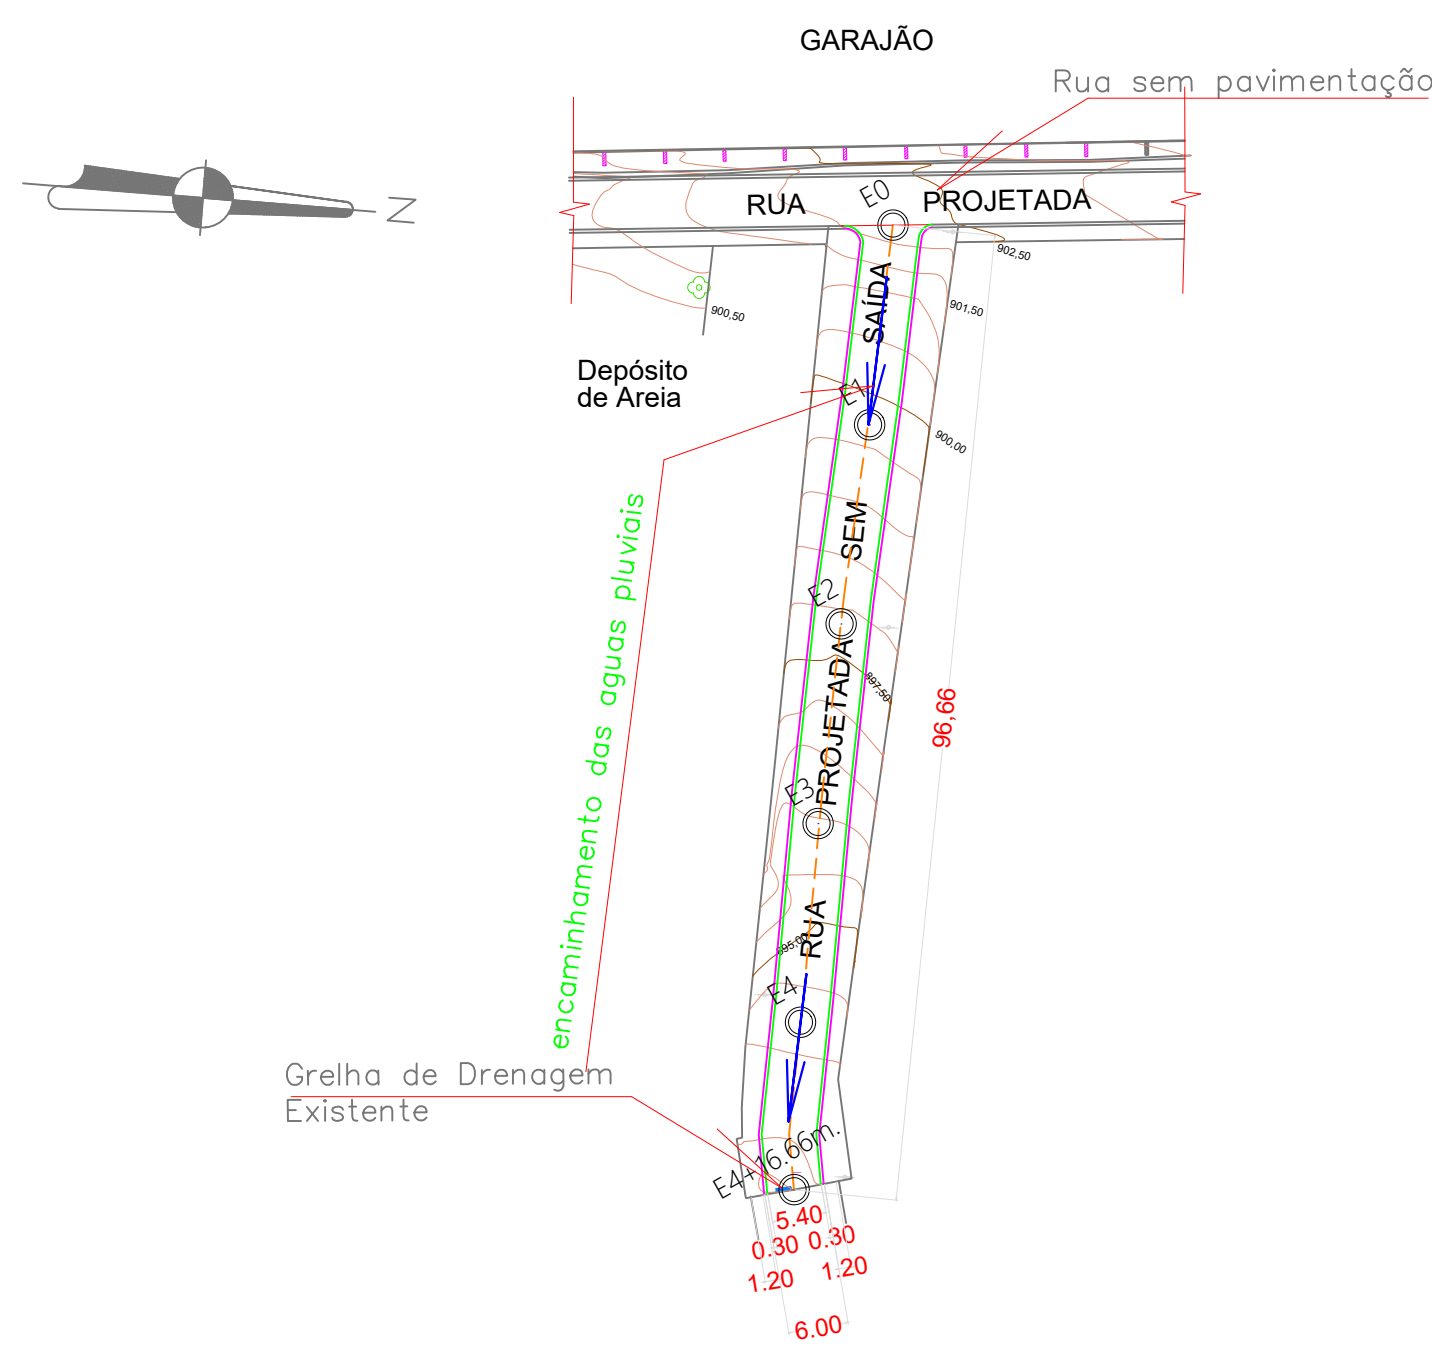 GARAJÃO
Rua sem pavimentação
N
E0
RUA
PROJETADA
902,50
SAÍDA
901,50
900,50
Depósito
de Areia
E1
900,00
encaminhamento das aguas pluviais
SEM
E2
897,50
PROJETADA
96,66
E3
RUA
895,00
E4
Grelha de Drenagem
Existente
E4+16.66m.
5.40
0.30
0.30
1.20
1.20
6.00